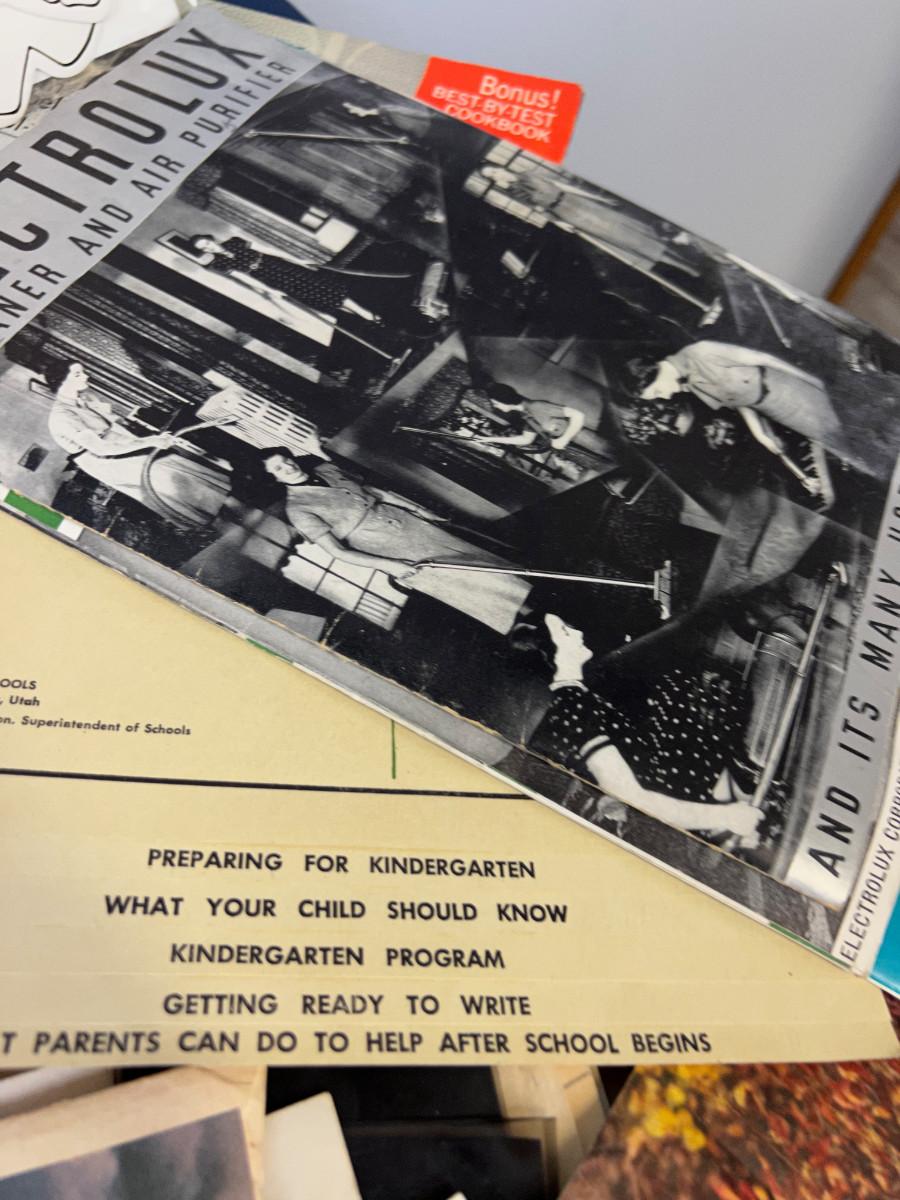 ECTROLUX
ANER AND AIR PURIFIER
Bonus!
BEST-BY-TEST
COOKBOOK
AND ITS MANY
ELECTROLUX
OOLS
, Utah
on, Superintendent of Schools
PREPARING FOR KINDERGARTEN
WHAT YOUR CHILD SHOULD KNOW
KINDERGARTEN PROGRAM
GETTING READY TO WRITE
T PARENTS CAN DO TO HELP AFTER SCHOOL BEGINS